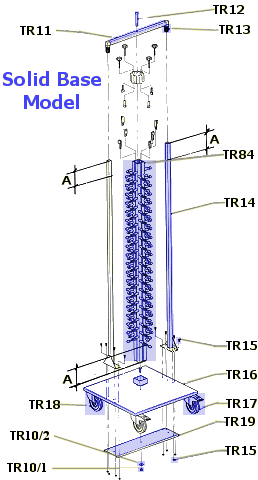 TR12
TR11
TR13
Solid Base
Model
A
A
TR84
TR14
TR15
A
TR16
TR18
TR17
TR19
TR10/2
TR15
TR10/1